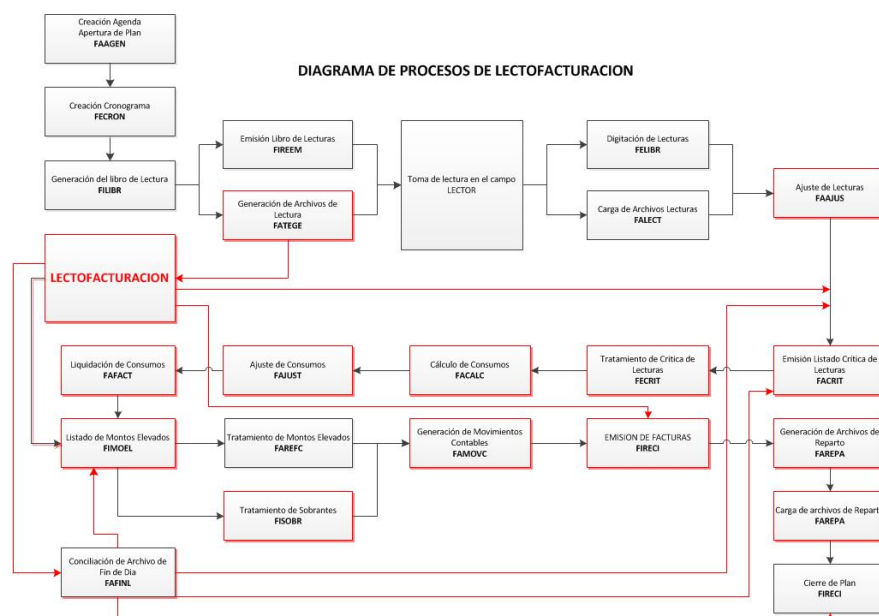 Creación Agenda
Apertura de Plan
FAAGEN
DIAGRAMA DE PROCESOS DE LECTOFACTURACION
Creación Cronograma
FECRON
Generación del libro de Lectura
FILIBR
Emisión Libro de Lecturas
FIREEM
Generación de Archivos de
Lectura
FATEGE
Toma de lectura en el campo
LECTOR
Digitación de Lecturas
FELIBR
Carga de Archivos Lecturas
FALECT
Ajuste de Lecturas
FAAJUS
LECTOFACTURACION
Liquidación de Consumos
FAFACT
Ajuste de Consumos
FAJUST
Cálculo de Consumos
FACALC
Tratamiento de Critica de
Lecturas
FECRIT
Emisión Listado Crítica de
Lecturas
FACRIT
Listado de Montos Elevados
FIMOEL
Tratamiento de Montos Elevados
FAREFC
Generación de Movimientos
Contables
FAMOVC
EMISION DE FACTURAS
FIRECI
Generación de Archivos de
Reparto
FAREPA
Tratamiento de Sobrantes
FISOBR
Carga de archivos de Reparto
FAREPA
Conciliación de Archivo de
Fin de Dia
FAFINL
Cierre de Plan
FIRECI